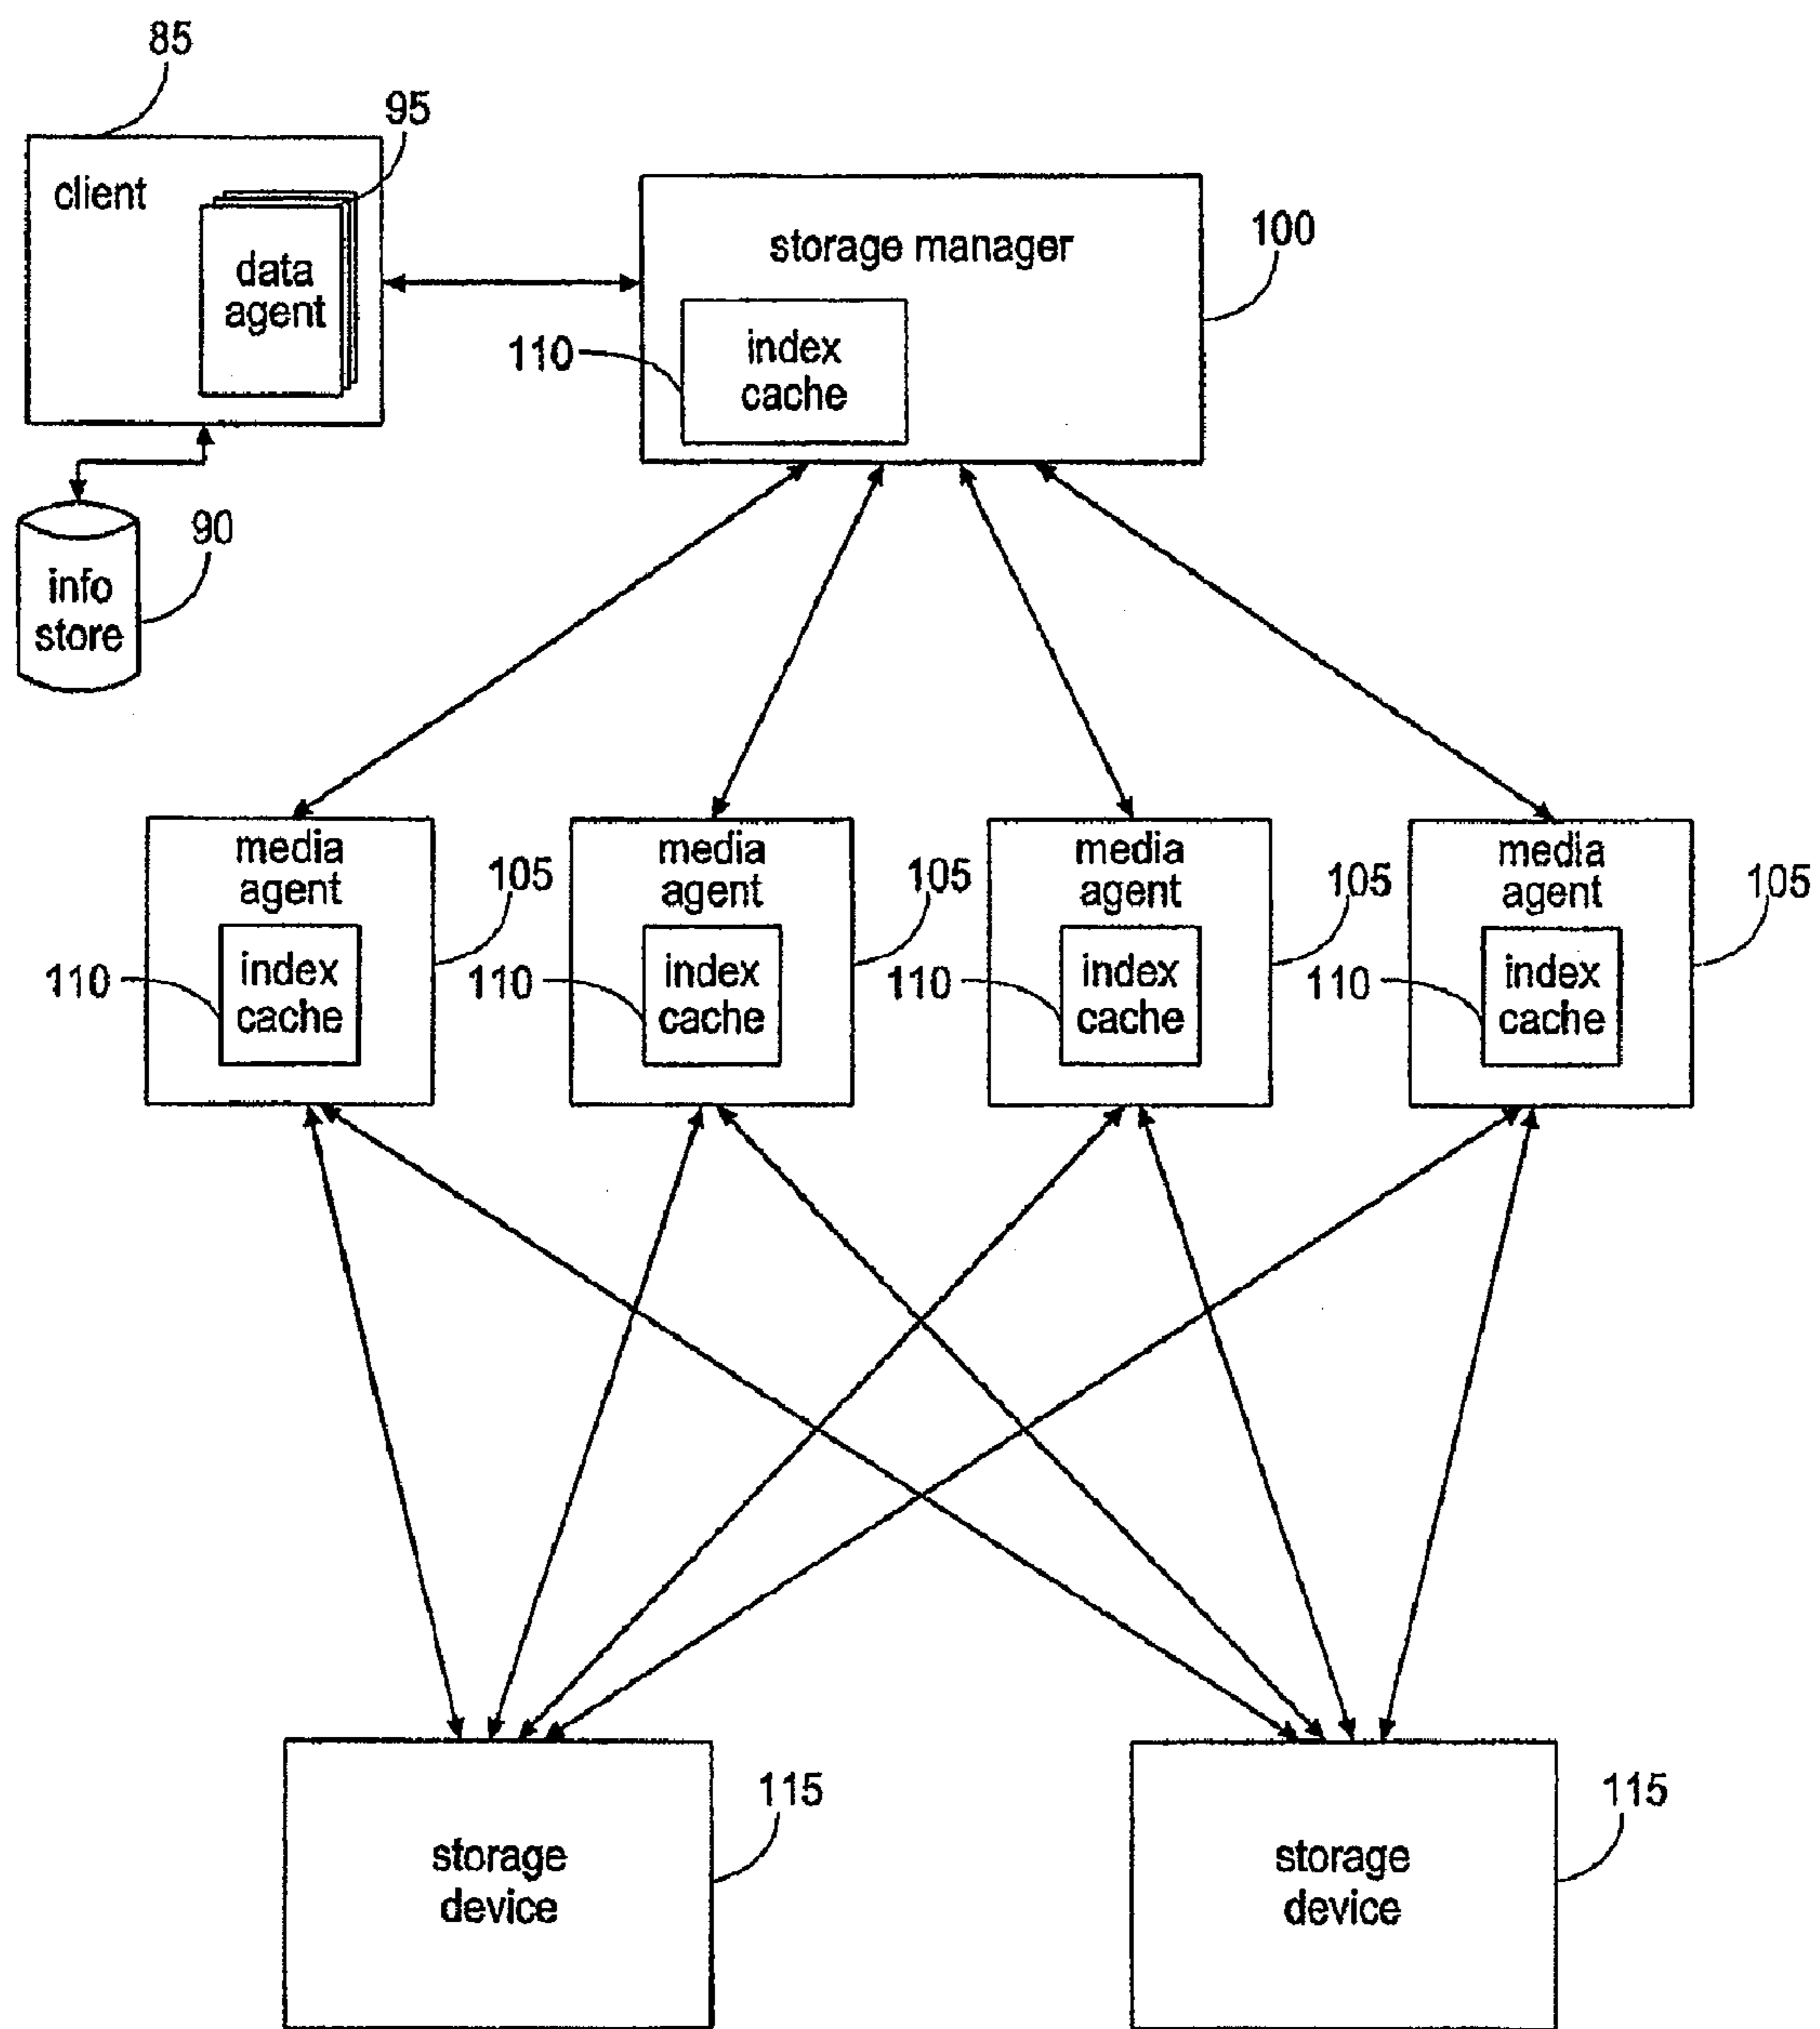 85
95
client
data
agent
storage manager
100
110
index
cache
90
info
store
media
agent
105
110
index
cache
media
agent
105
110
index
cache
media
agent
105
110
index
cache
media
agent
105
110
index
cache
115
storage
device
115
storage
device